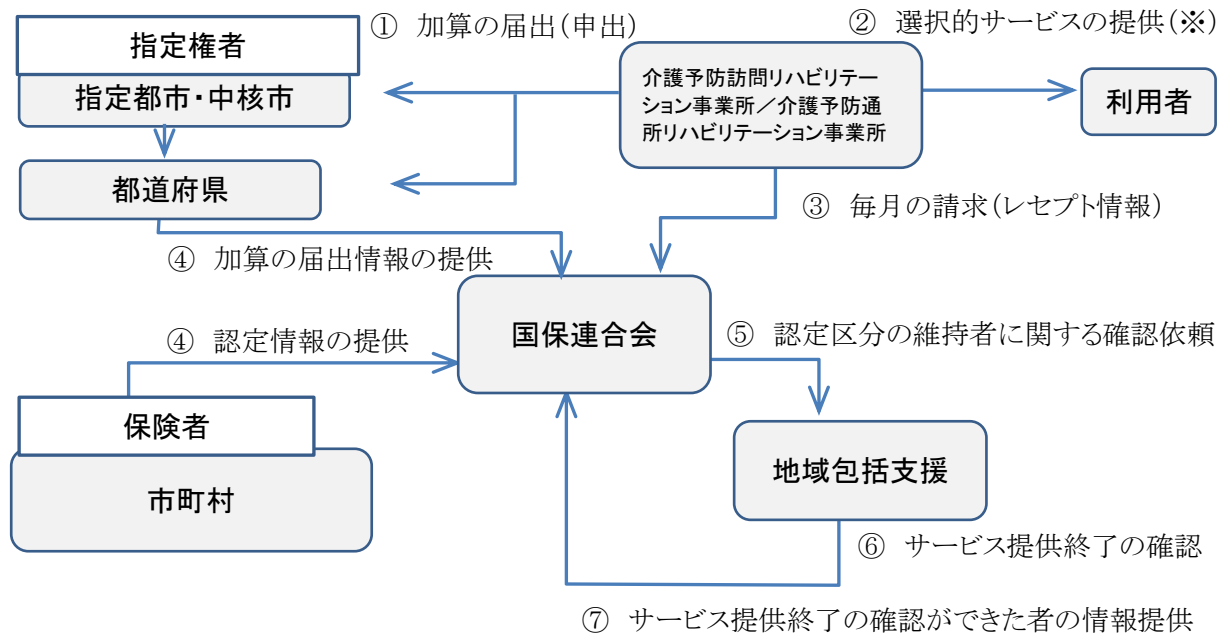 ① 加算の届出(申出)
② 選択的サービスの提供(※)
指定権者
指定都市・中核市
介護予防訪問リハビリテー
ション事業所／介護予防通
所リハビリテーション事業所
利用者
都道府県
③ 毎月の請求(レセプト情報)
④ 加算の届出情報の提供
国保連合会
④ 認定情報の提供
⑤ 認定区分の維持者に関する確認依頼
保険者
市町村
地域包括支援
⑥ サービス提供終了の確認
⑦ サービス提供終了の確認ができた者の情報提供